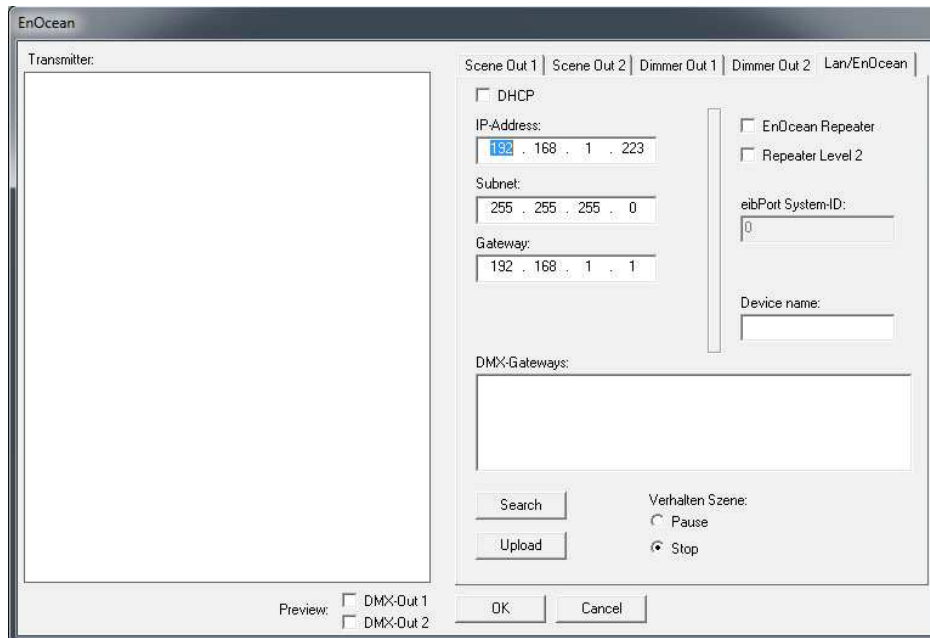 EnOcean
Transmitter:
Scene Out 1
Scene Out 2
Dimmer Out 1
Dimmer Out 2
Lan/EnOcean
DHCP
IP-Address:
192 . 168 . 1 . 223
Subnet:
255 . 255 . 255 . 0
Gateway:
192 . 168 . 1 . 1
EnOcean Repeater
Repeater Level 2
eibPort System-ID:
0
Device name:
DMX-Gateways:
Search
Upload
Verhalten Szene:
Pause
Stop
Preview:
DMX-Out 1
DMX-Out 2
OK
Cancel